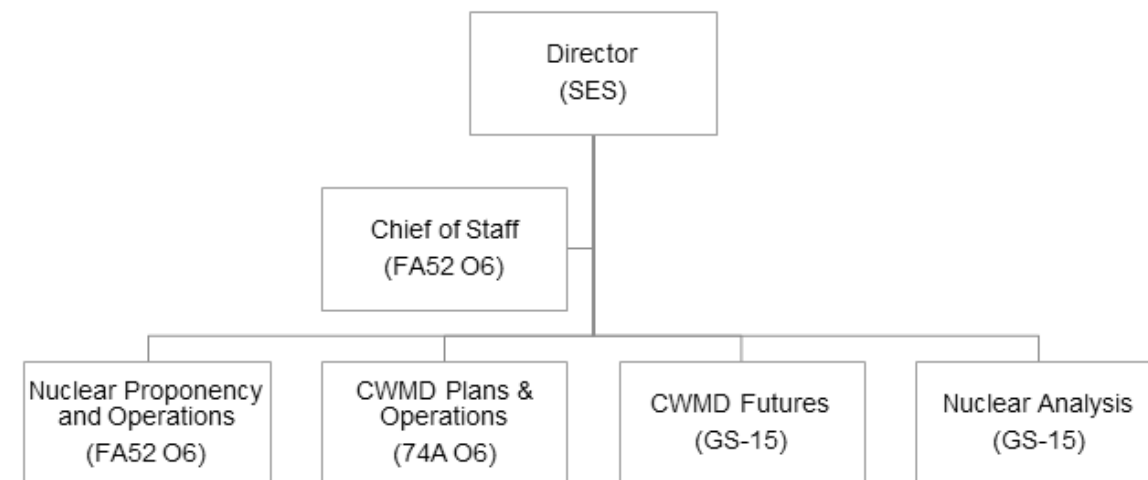 Director
(SES)
Chief of Staff
(FA52 O6)
Nuclear Proponency
and Operations
(FA52 O6)
CWMD Plans &
Operations
(74A O6)
CWMD Futures
(GS-15)
Nuclear Analysis
(GS-15)